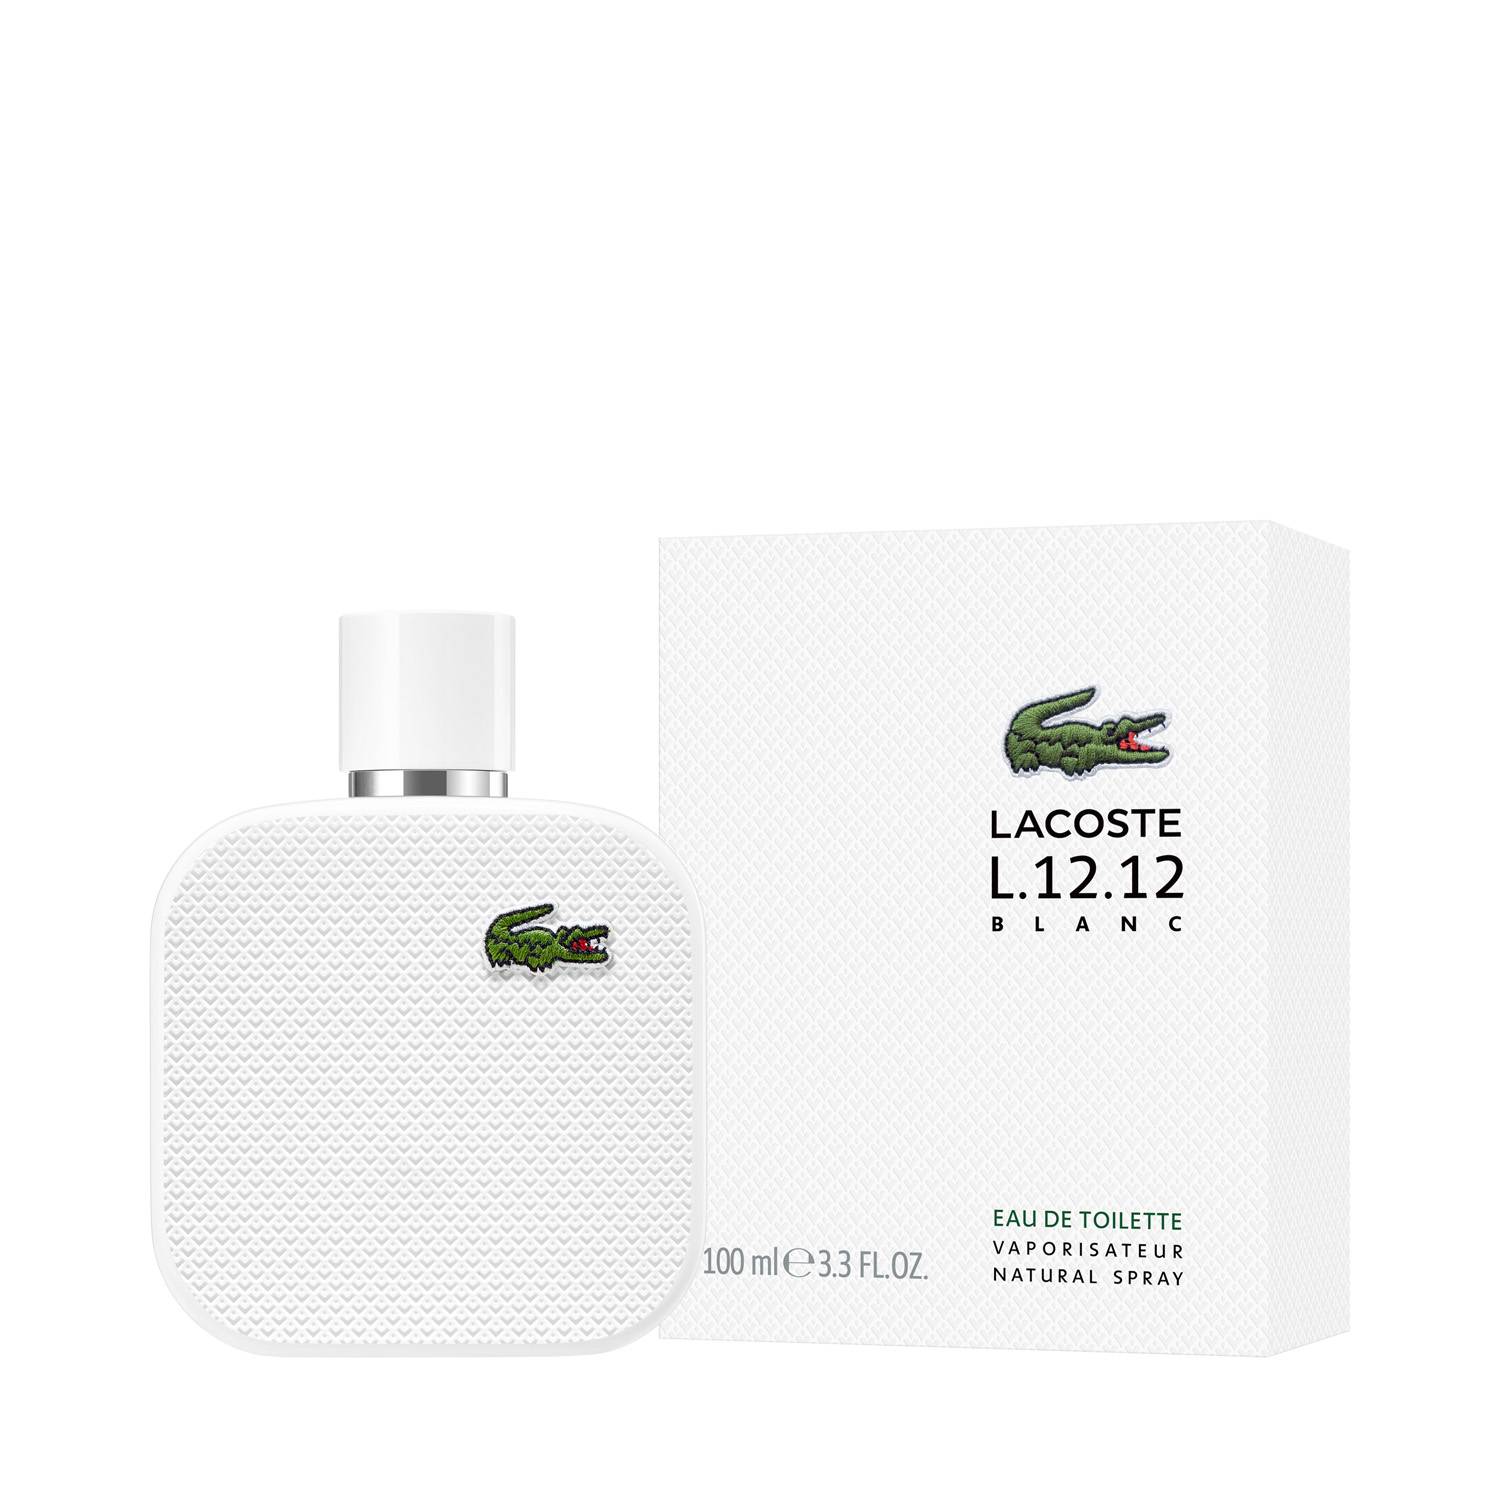 LACOSTE
L.12.12
BLANC
EAU DE TOILETTE
VAPORISATEUR
NATURAL SPRAY
100 ml ℮ 3.3 FL.OZ.